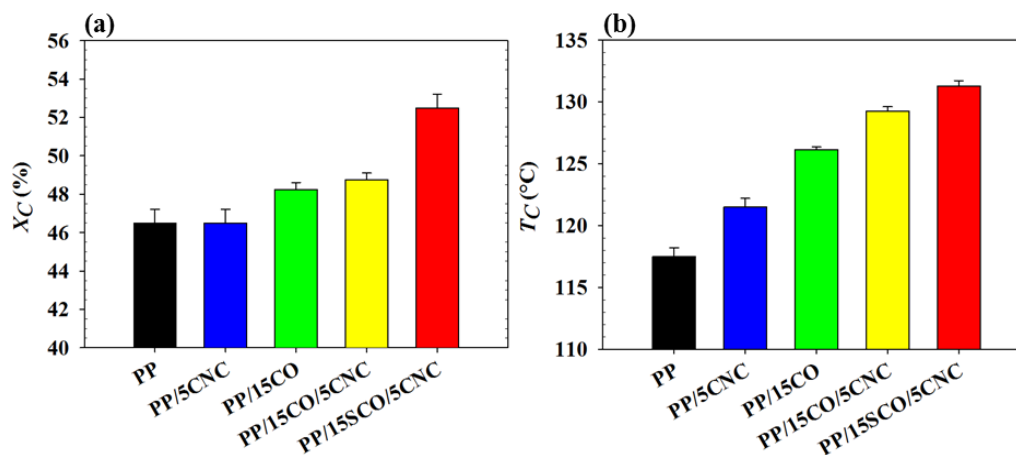 (a)
56
54
52
50
48
46
44
42
40
X_C (%)
PP
PP/5CNC
PP/15CO
PP/15CO/5CNC
PP/15SCO/5CNC
(b)
135
130
125
120
115
110
T_C (°C)
PP
PP/5CNC
PP/15CO
PP/15CO/5CNC
PP/15SCO/5CNC